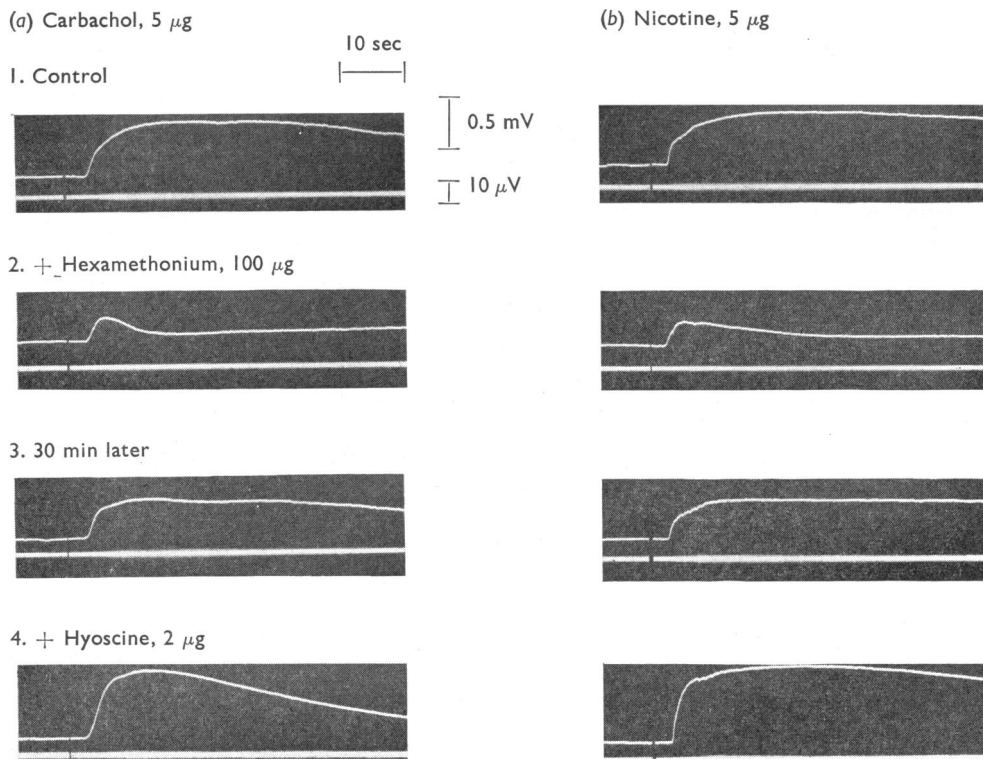 (a) Carbachol, 5 μg
(b) Nicotine, 5 μg
10 sec
1. Control
0.5 mV
10 μV
2. + Hexamethonium, 100 μg
3. 30 min later
4. + Hyoscine, 2 μg